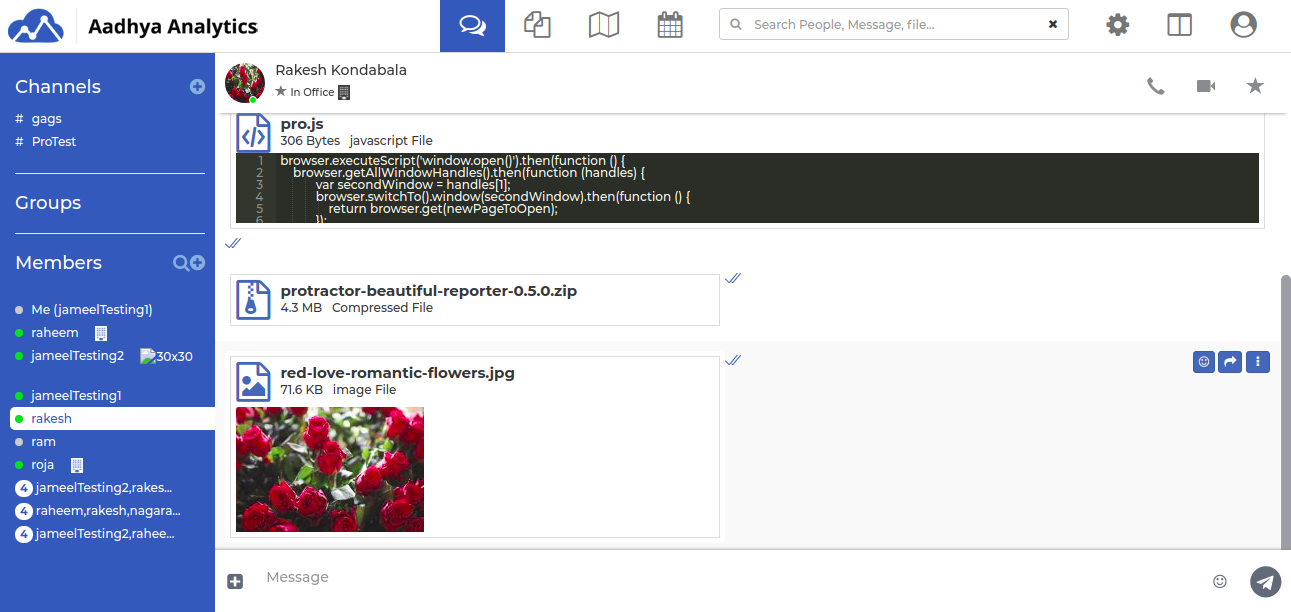 Aadhya Analytics
Search People, Message, file...
Channels
# gags
# ProTest
Groups
Members
Me (jameelTesting1)
raheem
jameelTesting2 30x30
jameelTesting1
rakesh
ram
roja
4 jameelTesting2,rakes...
4 raheem,rakesh,nagara...
4 jameelTesting2,rahee...
Rakesh Kondabala
In Office
pro.js
306 Bytes javascript File
1 browser.executeScript('window.open()').then(function () {
2 browser.getAllWindowHandles().then(function (handles) {
3 var secondWindow = handles[1];
4 browser.switchTo().window(secondWindow).then(function () {
5 return browser.get(newPageToOpen);
6 });
protractor-beautiful-reporter-0.5.0.zip
4.3 MB Compressed File
red-love-romantic-flowers.jpg
71.6 KB image File
Message